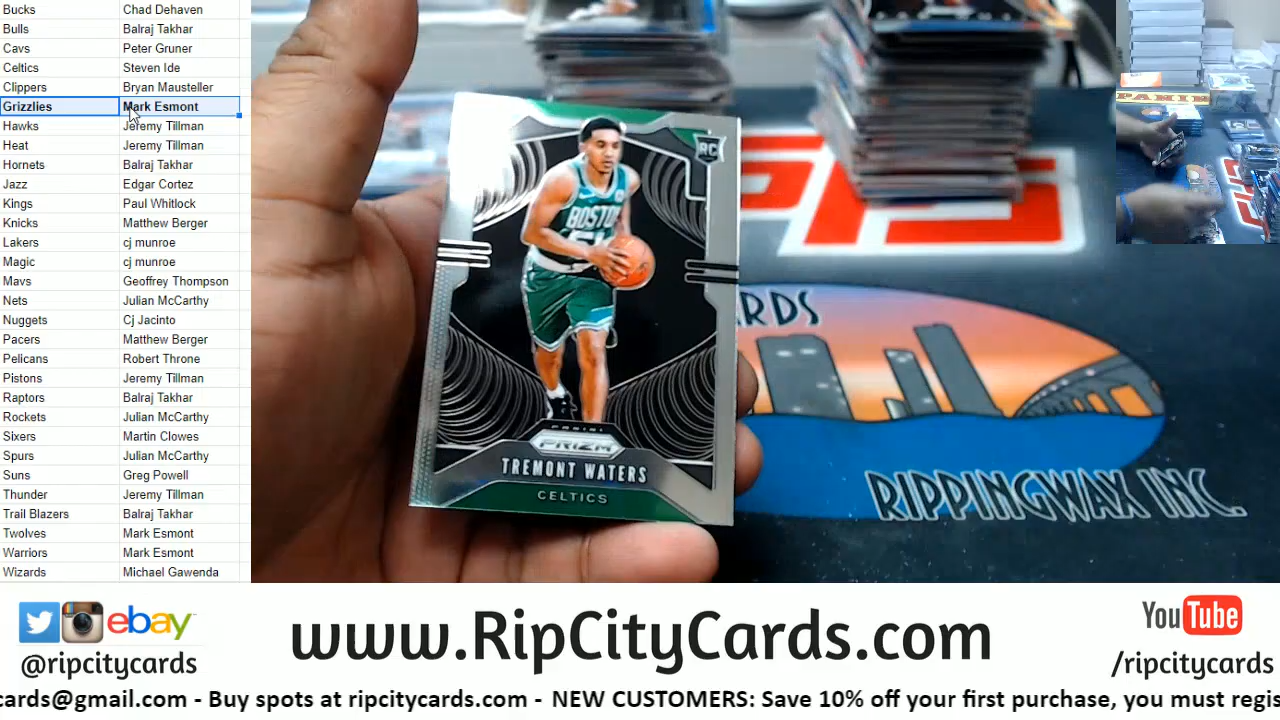 Bucks Chad Dehaven
Bulls Balraj Takhar
Cavs Peter Gruner
Celtics Steven Ide
Clippers Bryan Mausteller
Grizzlies Mark Esmont
Hawks Jeremy Tillman
Heat Jeremy Tillman
Hornets Balraj Takhar
Jazz Edgar Cortez
Kings Paul Whitlock
Knicks Matthew Berger
Lakers cj munroe
Magic cj munroe
Mavs Geoffrey Thompson
Nets Julian McCarthy
Nuggets Cj Jacinto
Pacers Matthew Berger
Pelicans Robert Throne
Pistons Jeremy Tillman
Raptors Balraj Takhar
Rockets Julian McCarthy
Sixers Martin Clowes
Spurs Julian McCarthy
Suns Greg Powell
Thunder Jeremy Tillman
Trail Blazers Balraj Takhar
Twolves Mark Esmont
Warriors Mark Esmont
Wizards Michael Gawenda
RC
BOSTON
PANINI
PRIZM
TREMONT WATERS
CELTICS
PANINI
RDS
RIPPINGWAX INC.
ebay
@ripcitycards
www.RipCityCards.com
YouTube
/ripcitycards
cards@gmail.com - Buy spots at ripcitycards.com - NEW CUSTOMERS: Save 10% off your first purchase, you must regis